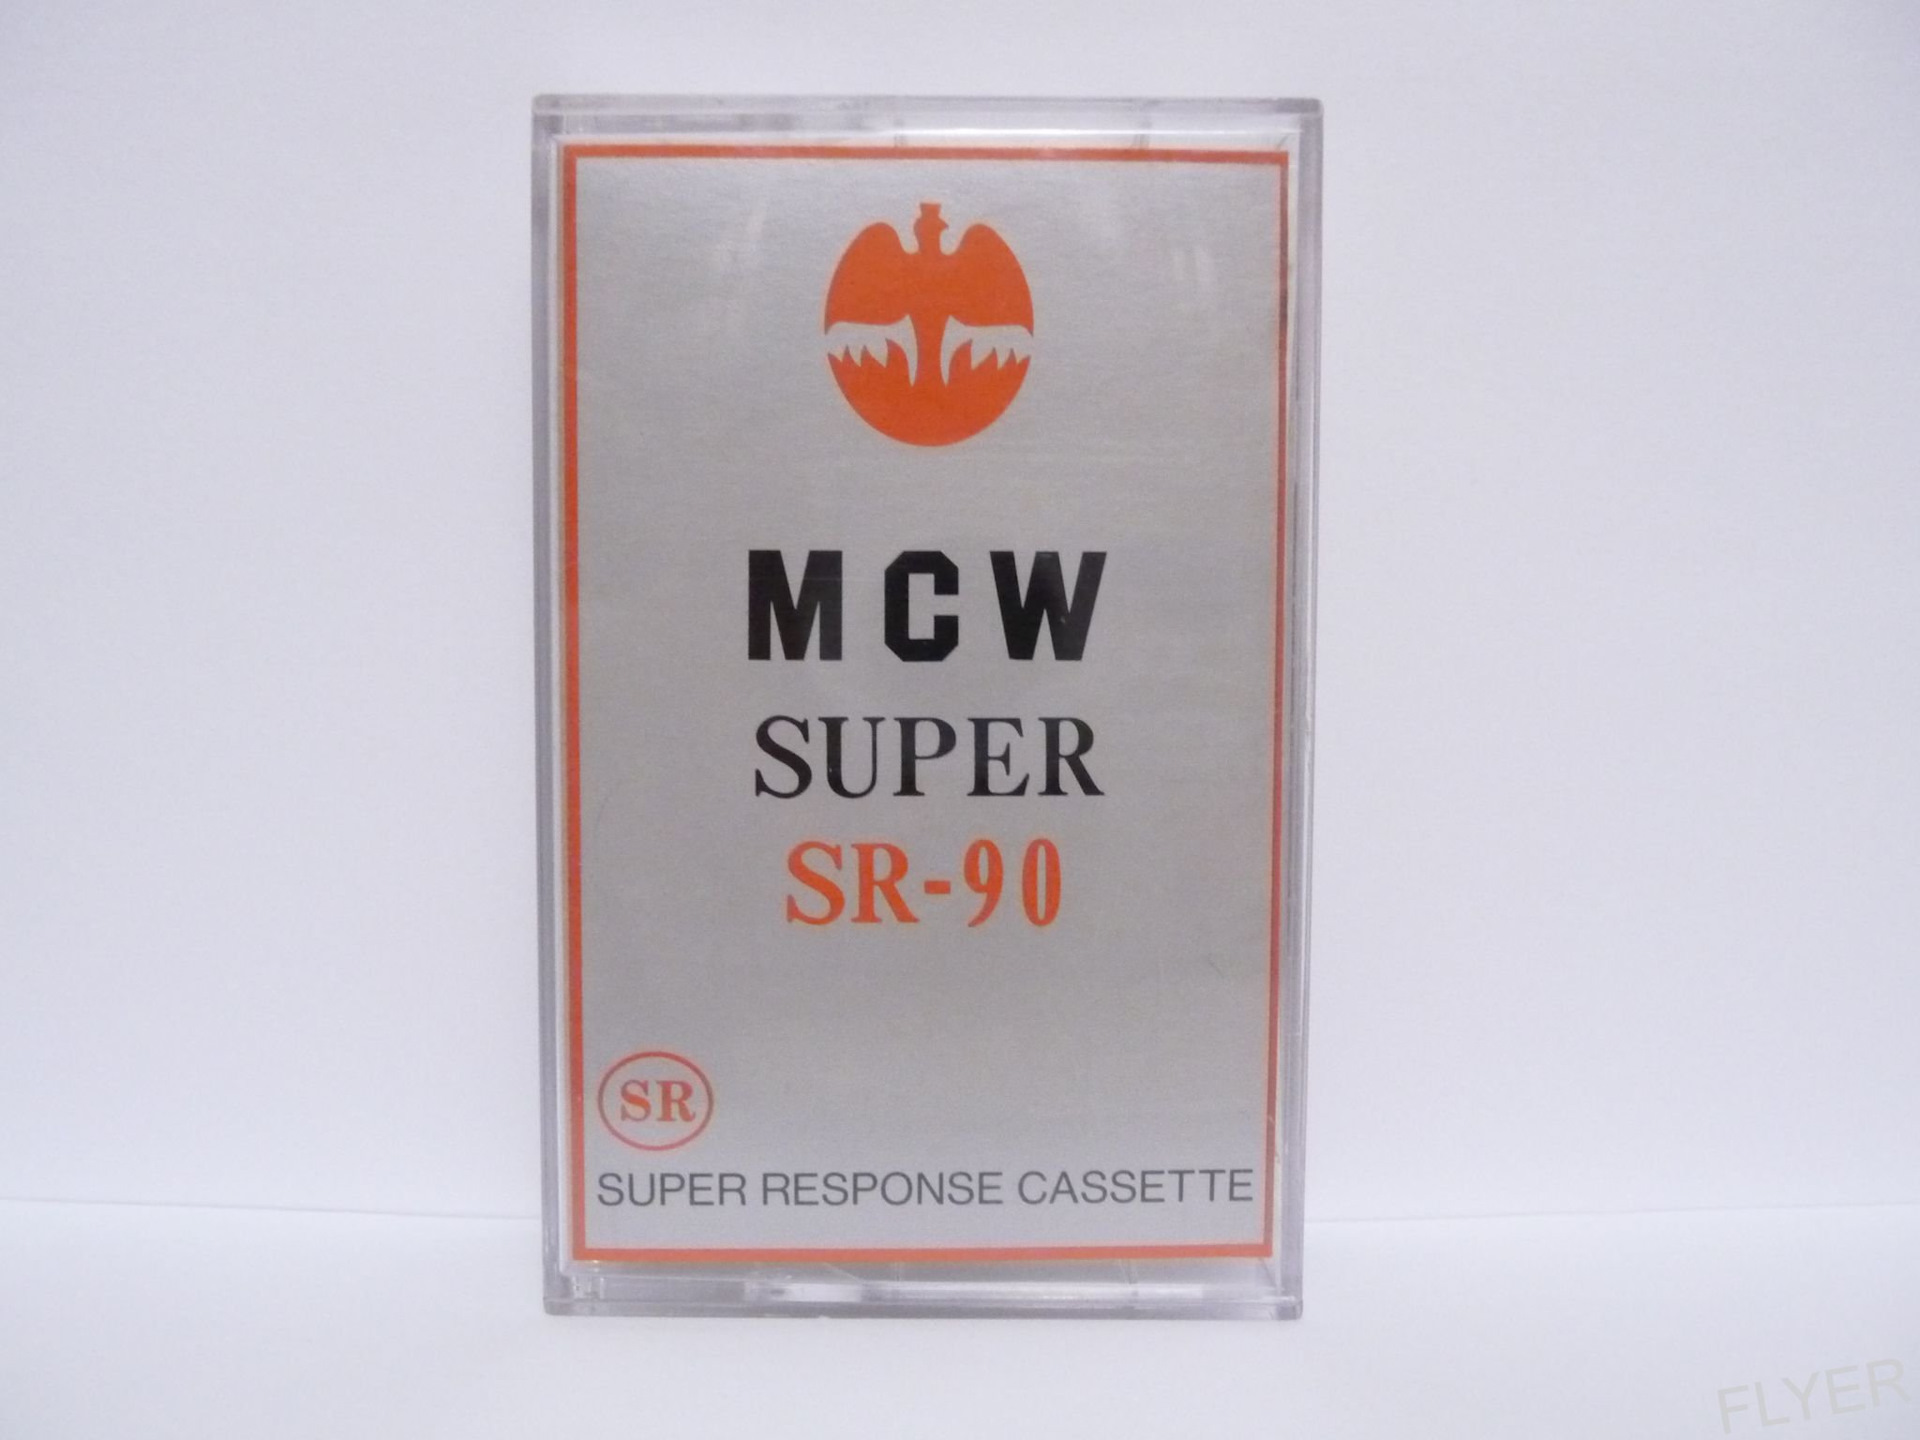 MCW
SUPER
SR-90
SR
SUPER RESPONSE CASSETTE
FLYER